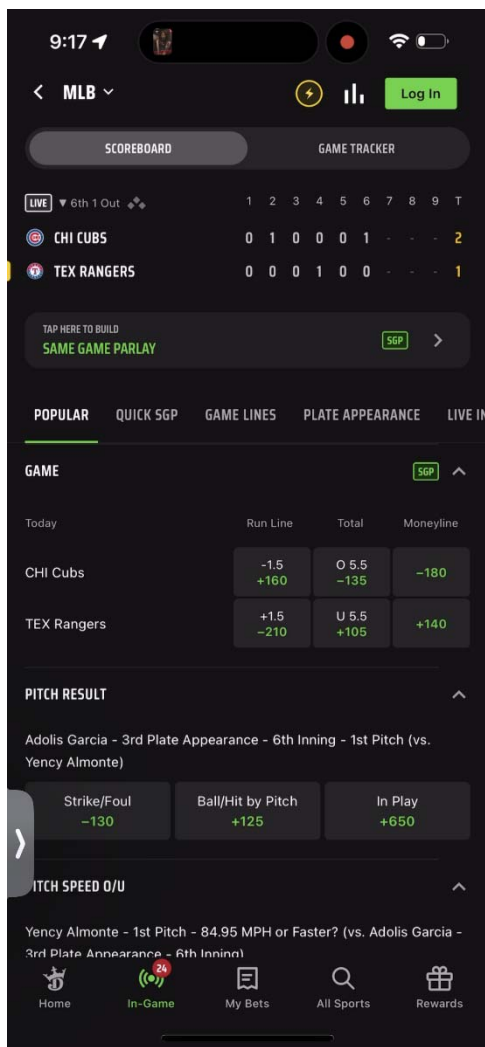 9:17
MLB
Log In
SCOREBOARD GAME TRACKER
LIVE ▼ 6th 1 Out 1 2 3 4 5 6 7 8 9 T
CHI CUBS 0 1 0 0 0 1 - - - 2
TEX RANGERS 0 0 0 1 0 0 - - - 1
TAP HERE TO BUILD
SAME GAME PARLAY SGP
POPULAR QUICK SGP GAME LINES PLATE APPEARANCE LIVE IN
GAME SGP
Today Run Line Total Moneyline
CHI Cubs -1.5 +160 O 5.5 −135 −180
TEX Rangers +1.5 −210 U 5.5 +105 +140
PITCH RESULT
Adolis Garcia - 3rd Plate Appearance - 6th Inning - 1st Pitch (vs.
Yency Almonte)
Strike/Foul Ball/Hit by Pitch In Play
−130 +125 +650
PITCH SPEED O/U
Yency Almonte - 1st Pitch - 84.95 MPH or Faster? (vs. Adolis Garcia -
3rd Plate Appearance - 6th Inning)
24
Home In-Game My Bets All Sports Rewards